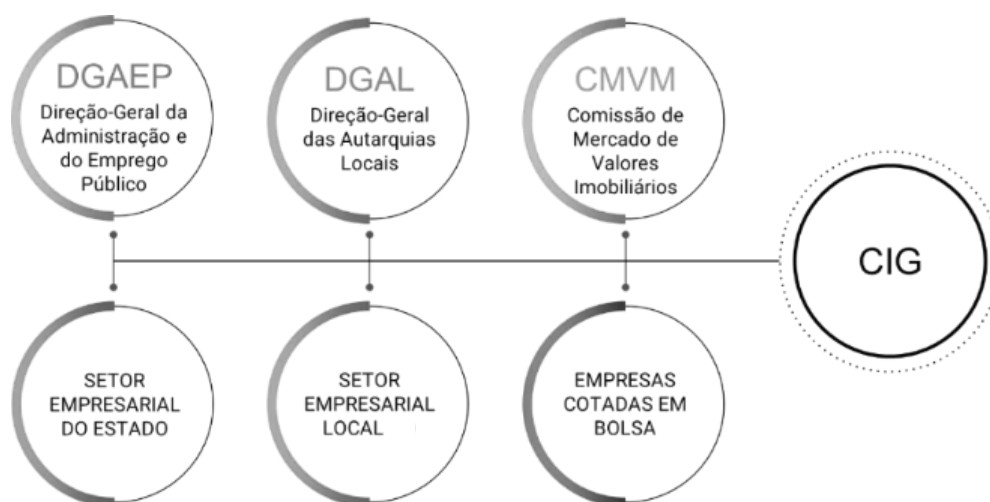 DGAEP
Direção-Geral da
Administração e
do Emprego
Público
DGAL
Direção-Geral
das Autarquias
Locais
CMVM
Comissão de
Mercado de
Valores
Imobiliários
CIG
SETOR
EMPRESARIAL
DO ESTADO
SETOR
EMPRESARIAL
LOCAL
EMPRESAS
COTADAS EM
BOLSA